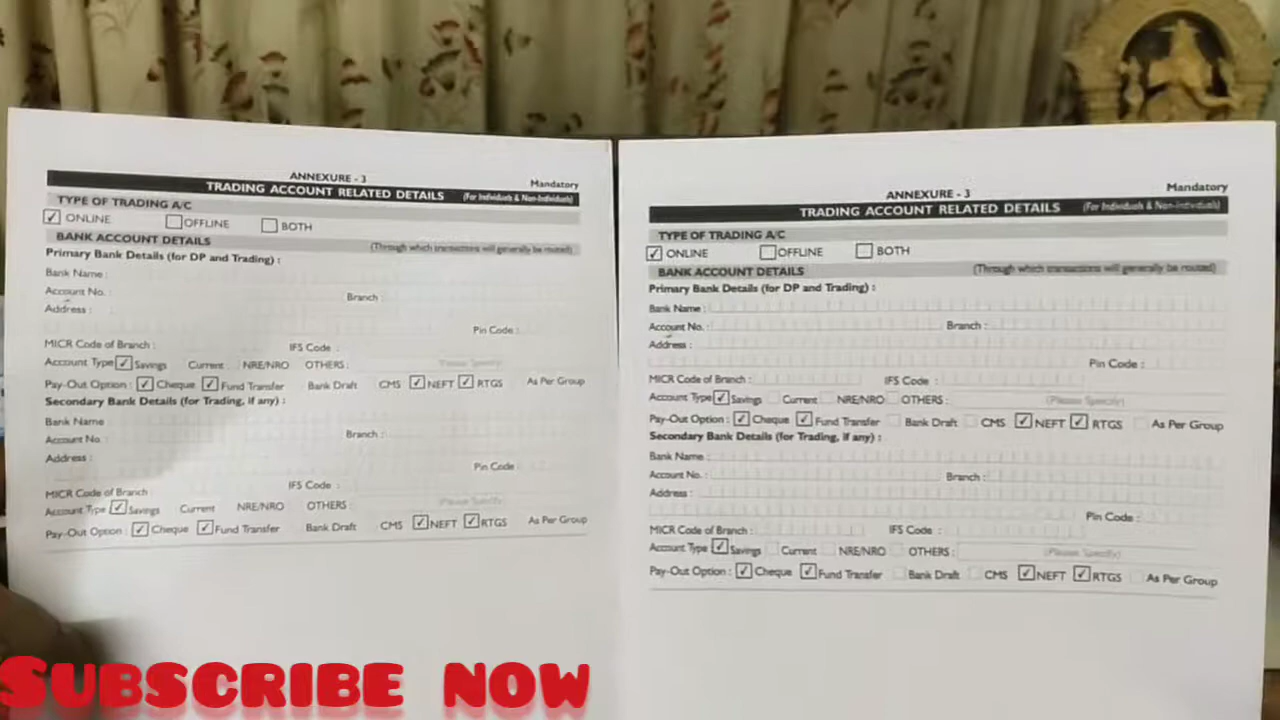 ANNEXURE - 3
Mandatory
TRADING ACCOUNT RELATED DETAILS (For Individuals & Non-Individuals)
TYPE OF TRADING A/C
ONLINE OFFLINE BOTH
BANK ACCOUNT DETAILS (Through which transactions will generally be routed)
Primary Bank Details (for DP and Trading) :
Bank Name :
Account No. : Branch :
Address :
Pin Code :
MICR Code of Branch : IFS Code :
Account Type Savings Current NRE/NRO OTHERS : (Please Specify)
Pay-Out Option : Cheque Fund Transfer Bank Draft CMS NEFT RTGS As Per Group
Secondary Bank Details (for Trading, if any) :
Bank Name
Account No. : Branch :
Address :
Pin Code :
MICR Code of Branch : IFS Code :
Account Type Savings Current NRE/NRO OTHERS : (Please Specify)
Pay-Out Option : Cheque Fund Transfer Bank Draft CMS NEFT RTGS As Per Group
ANNEXURE - 3
Mandatory
TRADING ACCOUNT RELATED DETAILS (For Individuals & Non-Individuals)
TYPE OF TRADING A/C
ONLINE OFFLINE BOTH
BANK ACCOUNT DETAILS (Through which transactions will generally be routed)
Primary Bank Details (for DP and Trading) :
Bank Name :
Account No. : Branch :
Address :
Pin Code :
MICR Code of Branch : IFS Code :
Account Type Savings Current NRE/NRO OTHERS : (Please Specify)
Pay-Out Option : Cheque Fund Transfer Bank Draft CMS NEFT RTGS As Per Group
Secondary Bank Details (for Trading, if any) :
Bank Name :
Account No. : Branch :
Address :
Pin Code :
MICR Code of Branch : IFS Code :
Account Type Savings Current NRE/NRO OTHERS : (Please Specify)
Pay-Out Option : Cheque Fund Transfer Bank Draft CMS NEFT RTGS As Per Group
SUBSCRIBE NOW